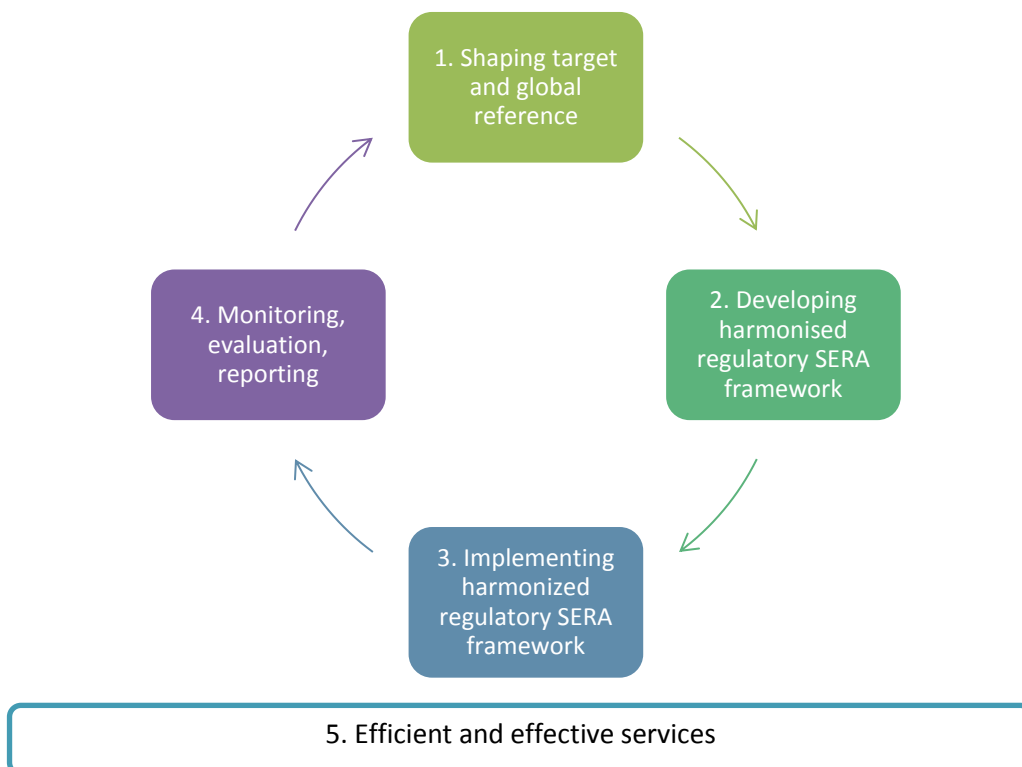 1. Shaping target
and global
reference
2. Developing
harmonised
regulatory SERA
framework
3. Implementing
harmonized
regulatory SERA
framework
4. Monitoring,
evaluation,
reporting
5. Efficient and effective services